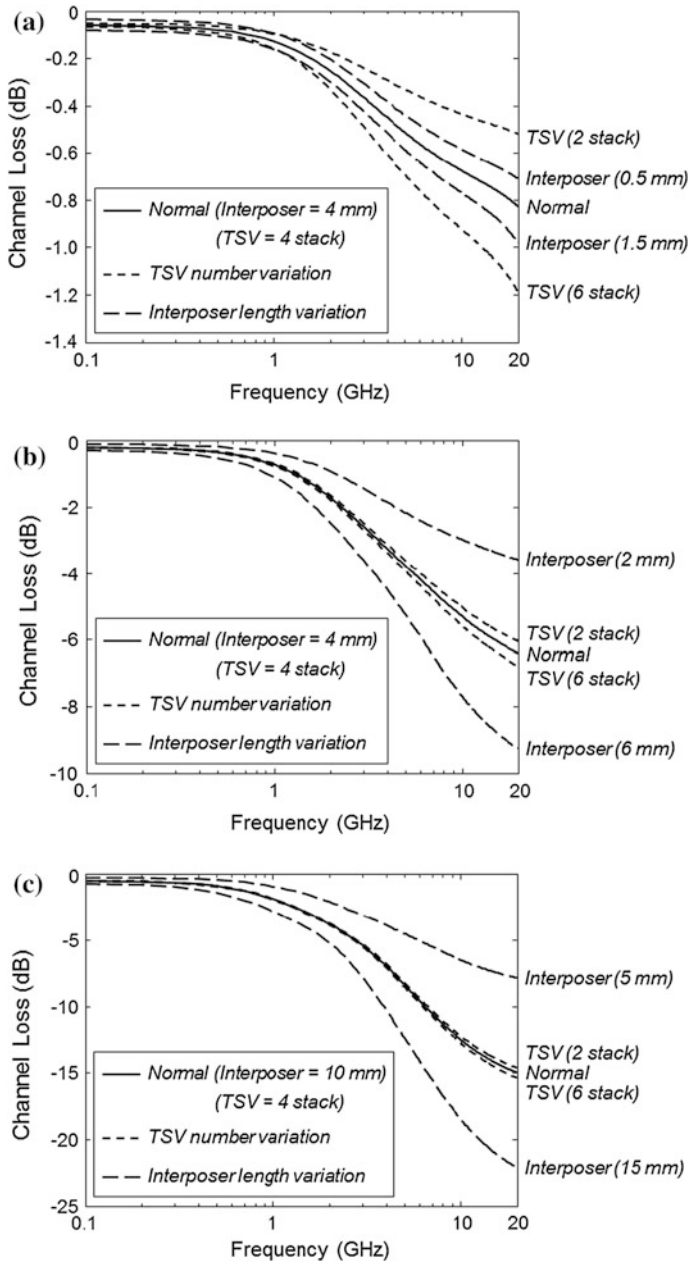 (a)
0
-0.2
-0.4
-0.6
-0.8
-1.0
-1.2
-1.4
Channel Loss (dB)
TSV (2 stack)
Interposer (0.5 mm)
Normal
Interposer (1.5 mm)
TSV (6 stack)
Normal (Interposer = 4 mm)
(TSV = 4 stack)
TSV number variation
Interposer length variation
0.1 1 10 20
Frequency (GHz)
(b)
0
-2
-4
-6
-8
-10
Channel Loss (dB)
Interposer (2 mm)
TSV (2 stack)
Normal
TSV (6 stack)
Interposer (6 mm)
Normal (Interposer = 4 mm)
(TSV = 4 stack)
TSV number variation
Interposer length variation
0.1 1 10 20
Frequency (GHz)
(c)
0
-5
-10
-15
-20
-25
Channel Loss (dB)
Interposer (5 mm)
TSV (2 stack)
Normal
TSV (6 stack)
Interposer (15 mm)
Normal (Interposer = 10 mm)
(TSV = 4 stack)
TSV number variation
Interposer length variation
0.1 1 10 20
Frequency (GHz)